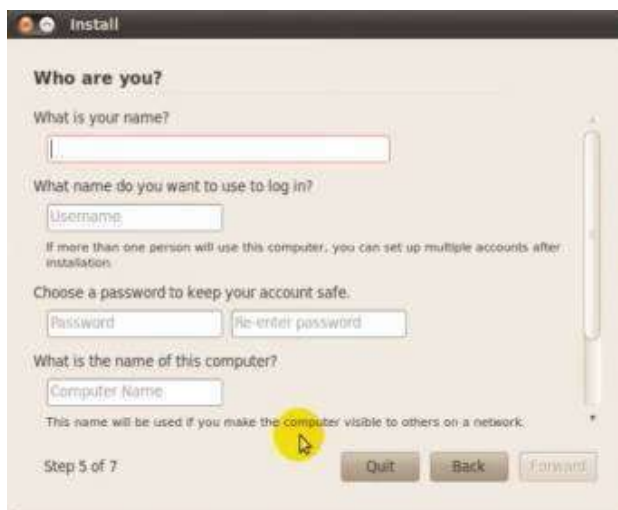 Install
Who are you?
What is your name?
What name do you want to use to log in?
Username
If more than one person will use this computer, you can set up multiple accounts after
installation.
Choose a password to keep your account safe.
Password Re-enter password
What is the name of this computer?
Computer Name
This name will be used if you make the computer visible to others on a network.
Step 5 of 7 Quit Back Forward